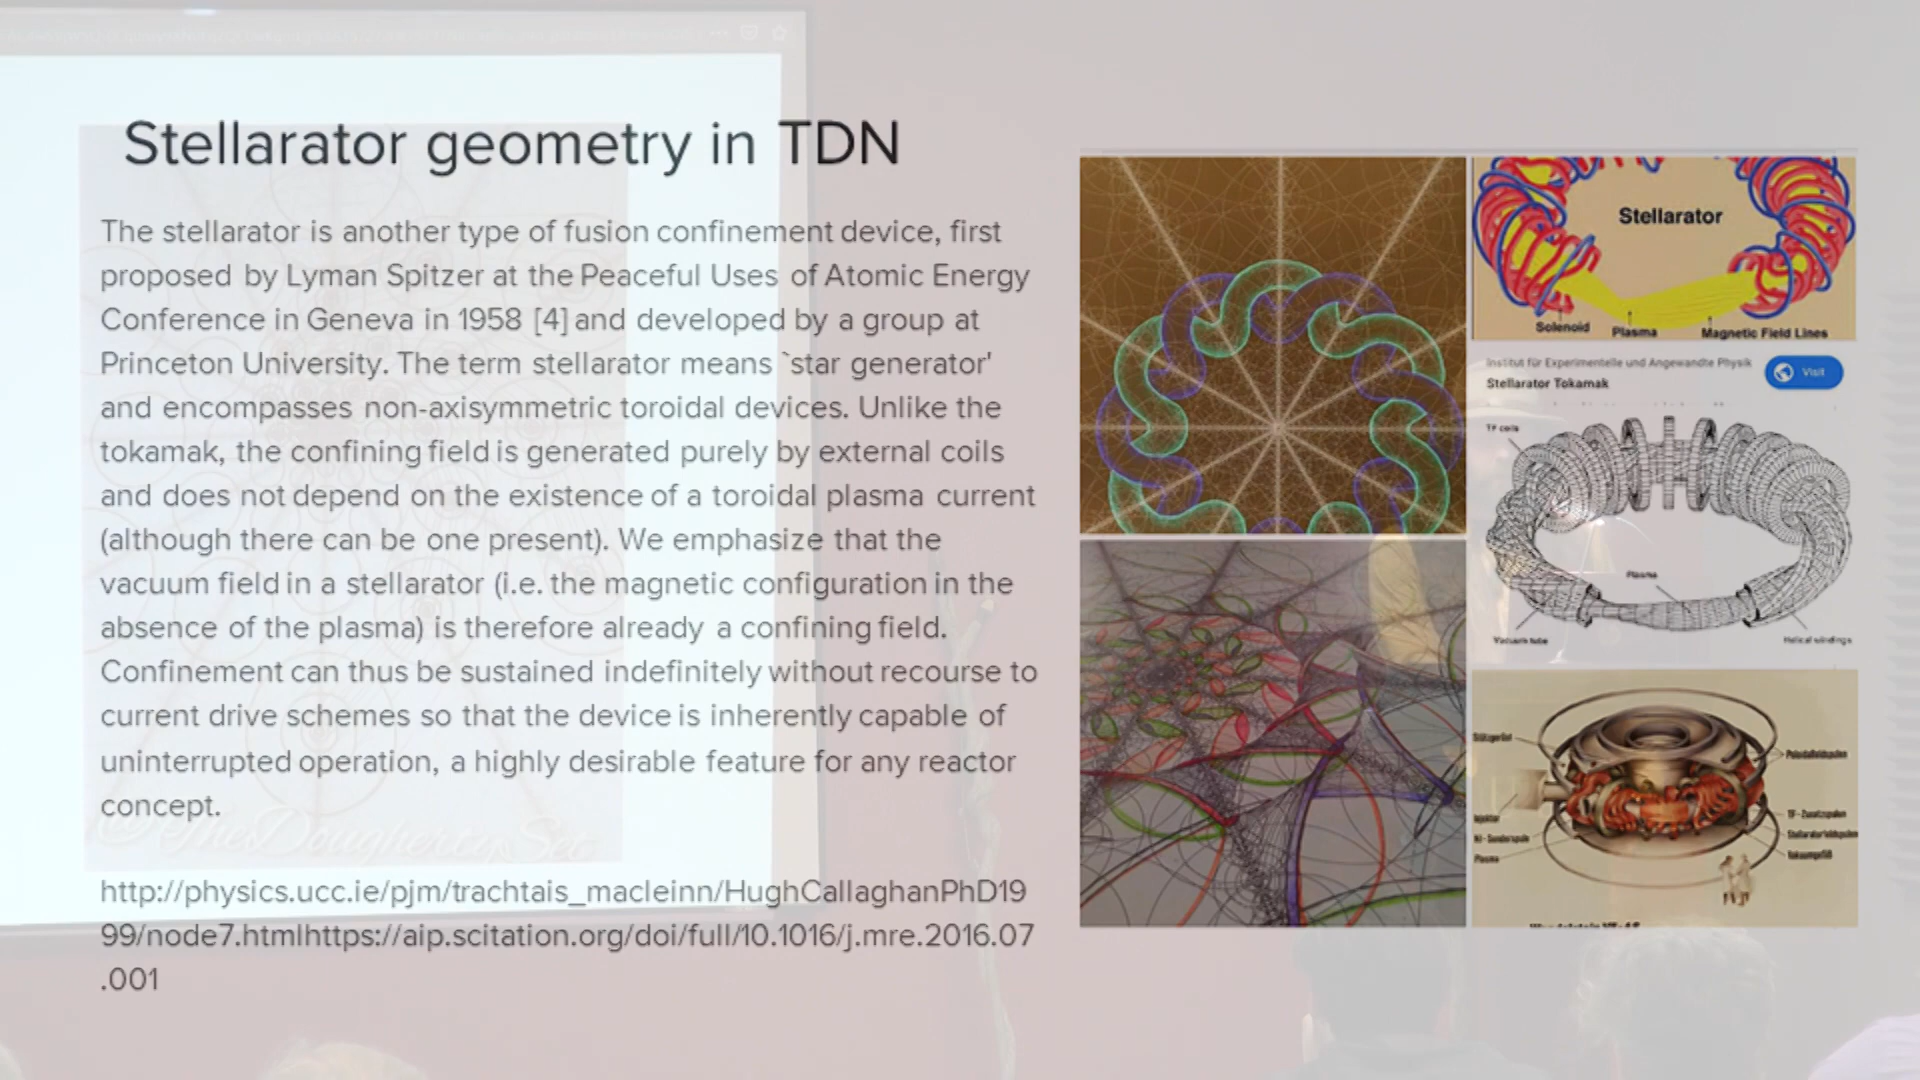 Stellarator geometry in TDN
The stellarator is another type of fusion confinement device, first
proposed by Lyman Spitzer at the Peaceful Uses of Atomic Energy
Conference in Geneva in 1958 [4] and developed by a group at
Princeton University. The term stellarator means `star generator'
and encompasses non-axisymmetric toroidal devices. Unlike the
tokamak, the confining field is generated purely by external coils
and does not depend on the existence of a toroidal plasma current
(although there can be one present). We emphasize that the
vacuum field in a stellarator (i.e. the magnetic configuration in the
absence of the plasma) is therefore already a confining field.
Confinement can thus be sustained indefinitely without recourse to
current drive schemes so that the device is inherently capable of
uninterrupted operation, a highly desirable feature for any reactor
concept.
http://physics.ucc.ie/pjm/trachtais_macleinn/HughCallaghanPhD19
99/node7.htmlhttps://aip.scitation.org/doi/full/10.1016/j.mre.2016.07
.001
Stellarator
Solenoid
Plasma
Magnetic Field Lines
Institut für Experimentelle und Angewandte Physik
Stellarator Tokamak
Visit
TF coils
Plasma
Vacuum tube
Helical windings
Stützgerüst
Poloidalfeldspulen
Injektor
TF-Zusatzspulen
Stellaratorfeldspulen
Plasma
Vakuumgefäß
©TheDoughertySet